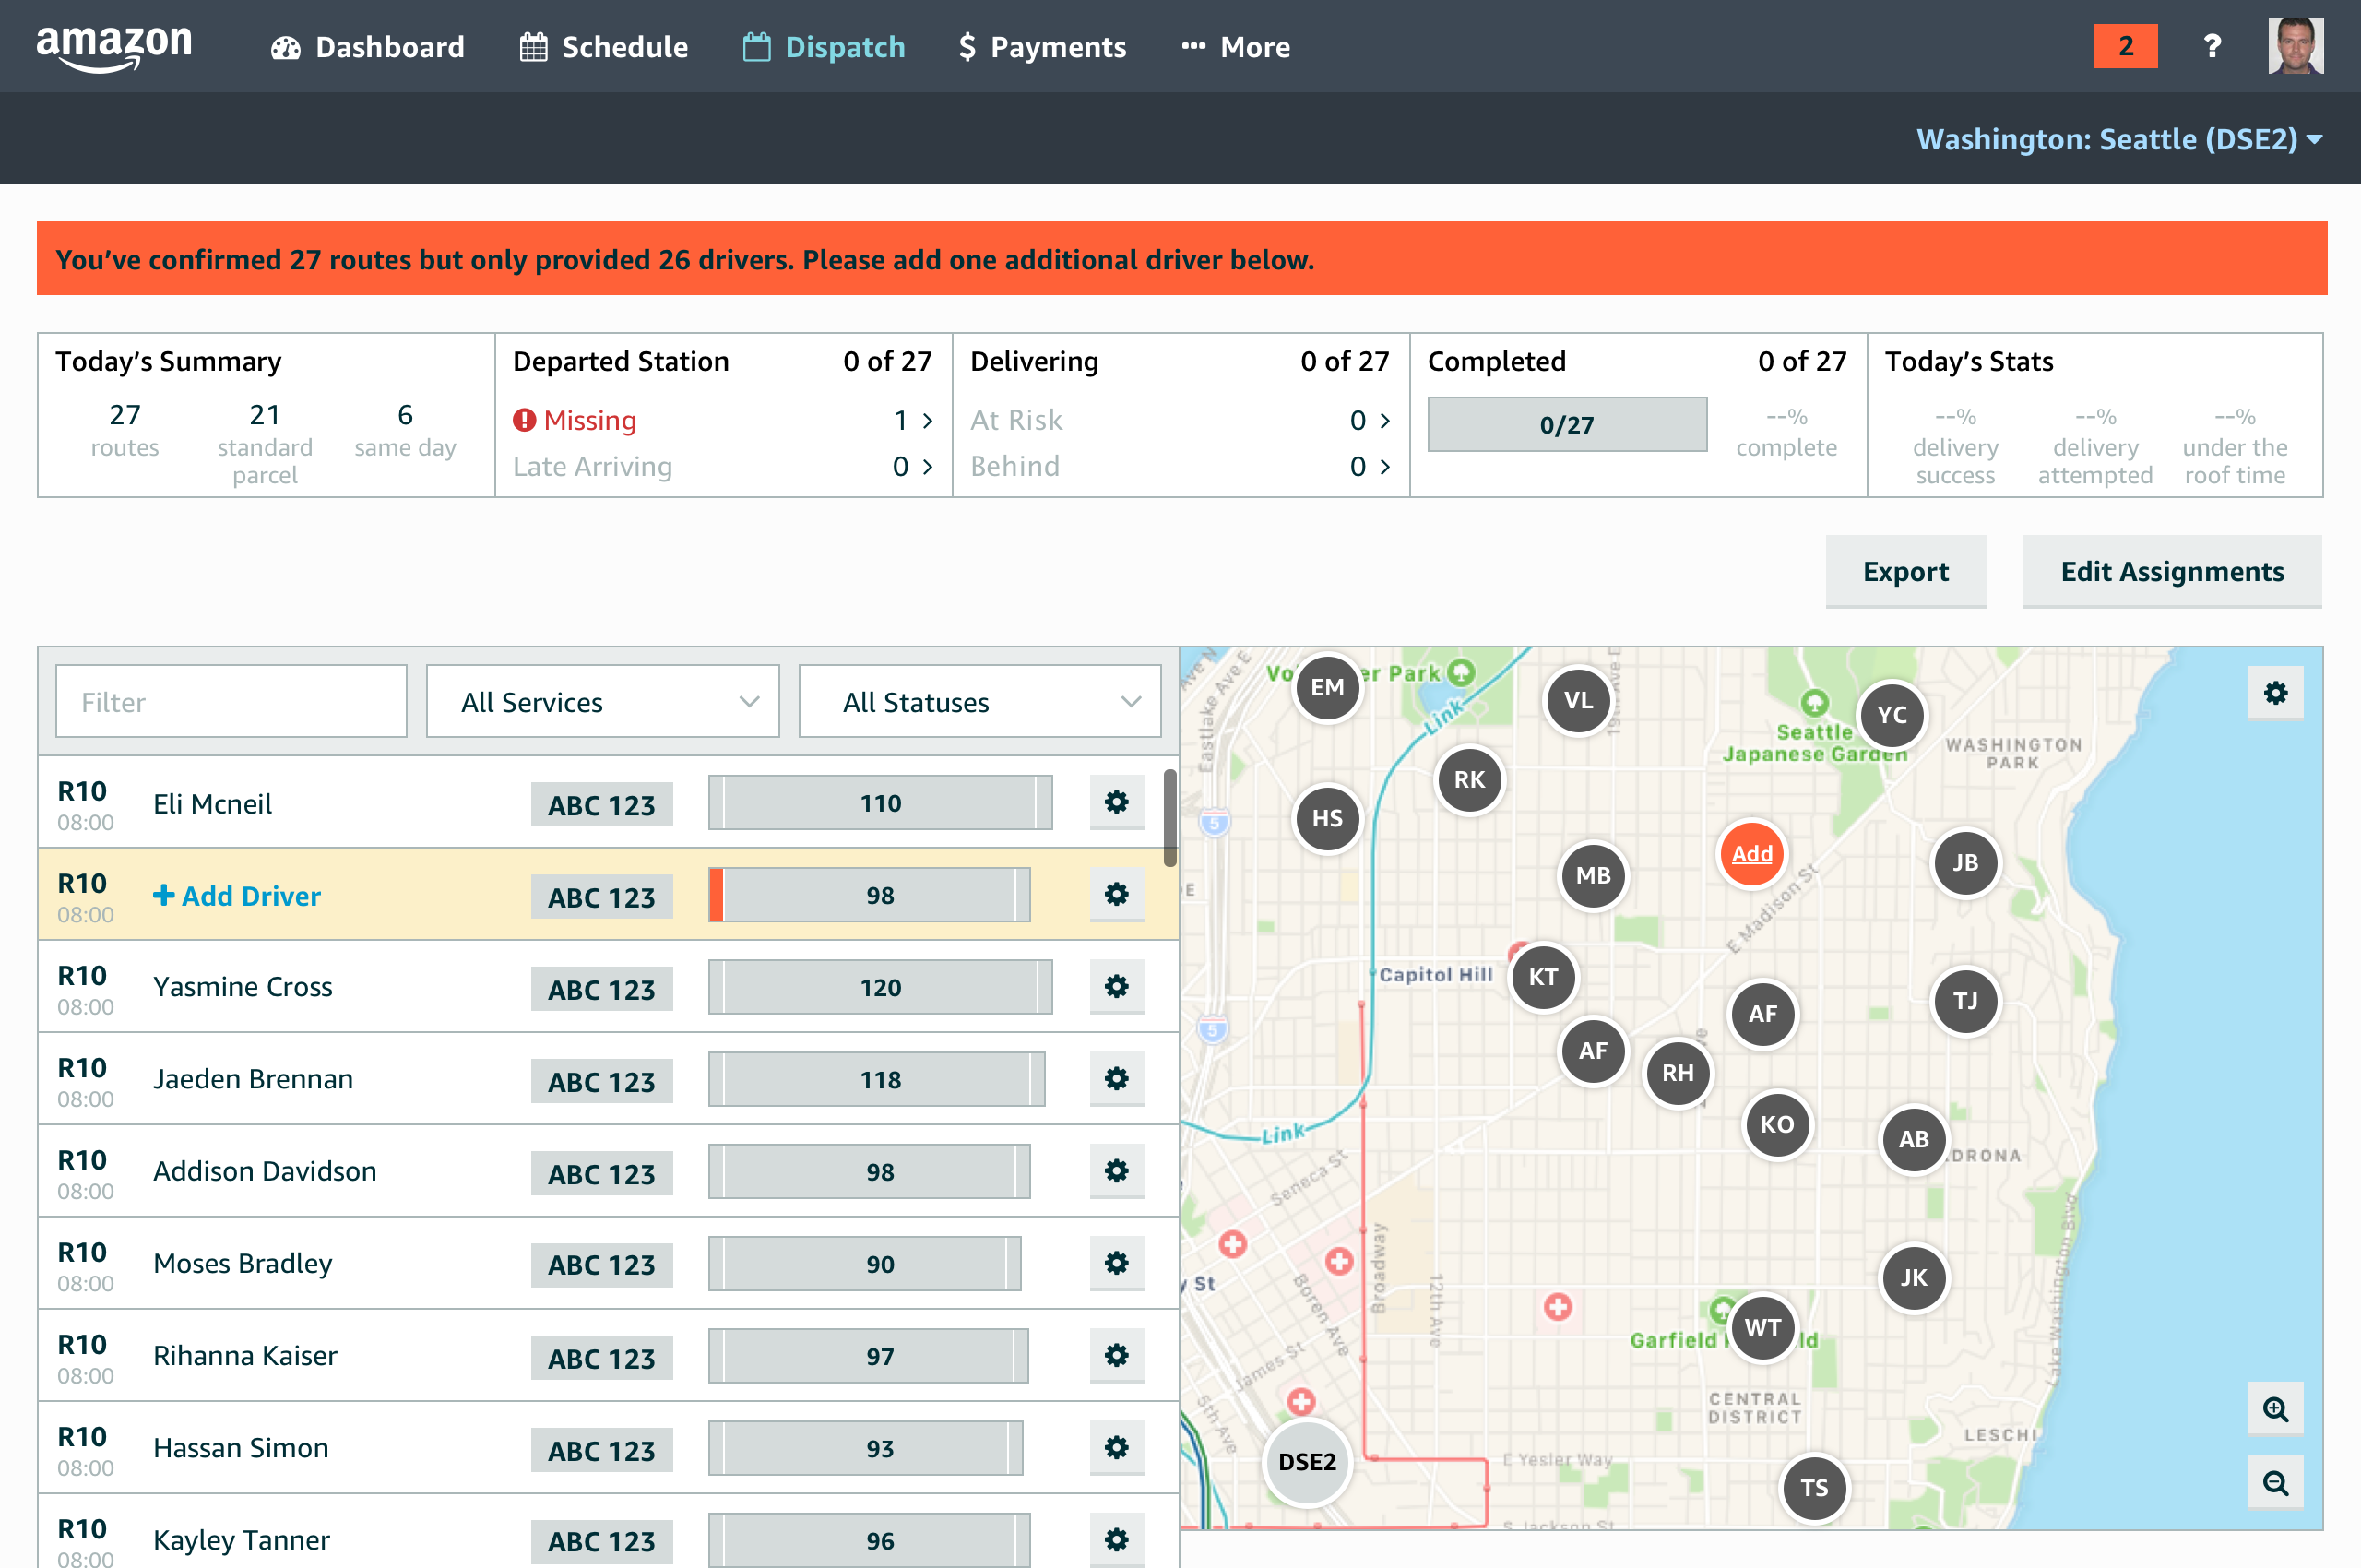 amazon
Dashboard
Schedule
Dispatch
$ Payments
More
2
?
Washington: Seattle (DSE2)
You've confirmed 27 routes but only provided 26 drivers. Please add one additional driver below.
Today's Summary
27
routes
21
standard
parcel
6
same day
Departed Station 0 of 27
Missing 1
Late Arriving 0
Delivering 0 of 27
At Risk 0
Behind 0
Completed 0 of 27
0/27
--%
complete
Today's Stats
--%
delivery
success
--%
delivery
attempted
--%
under the
roof time
Export
Edit Assignments
Filter
All Services
All Statuses
R10
08:00
Eli Mcneil
ABC 123
110
R10
08:00
+ Add Driver
ABC 123
98
R10
08:00
Yasmine Cross
ABC 123
120
R10
08:00
Jaeden Brennan
ABC 123
118
R10
08:00
Addison Davidson
ABC 123
98
R10
08:00
Moses Bradley
ABC 123
90
R10
08:00
Rihanna Kaiser
ABC 123
97
R10
08:00
Hassan Simon
ABC 123
93
R10
08:00
Kayley Tanner
ABC 123
96
Ave N
Eastlake Ave E
EM
Park
Link
VL
YC
Seattle
Japanese Garden
WASHINGTON
PARK
RK
HS
5
MB
Add
JB
E Madison St
Capitol Hill
KT
AF
TJ
5
AF
RH
KO
AB
Link
Seneca St
Broadway
12th Ave
Boren Ave
St
JK
WT
Garfield
James St
5th Ave
Lake Washington Blvd
CENTRAL
DISTRICT
LESCHI
DSE2
E Yesler Way
TS
S Jackson St